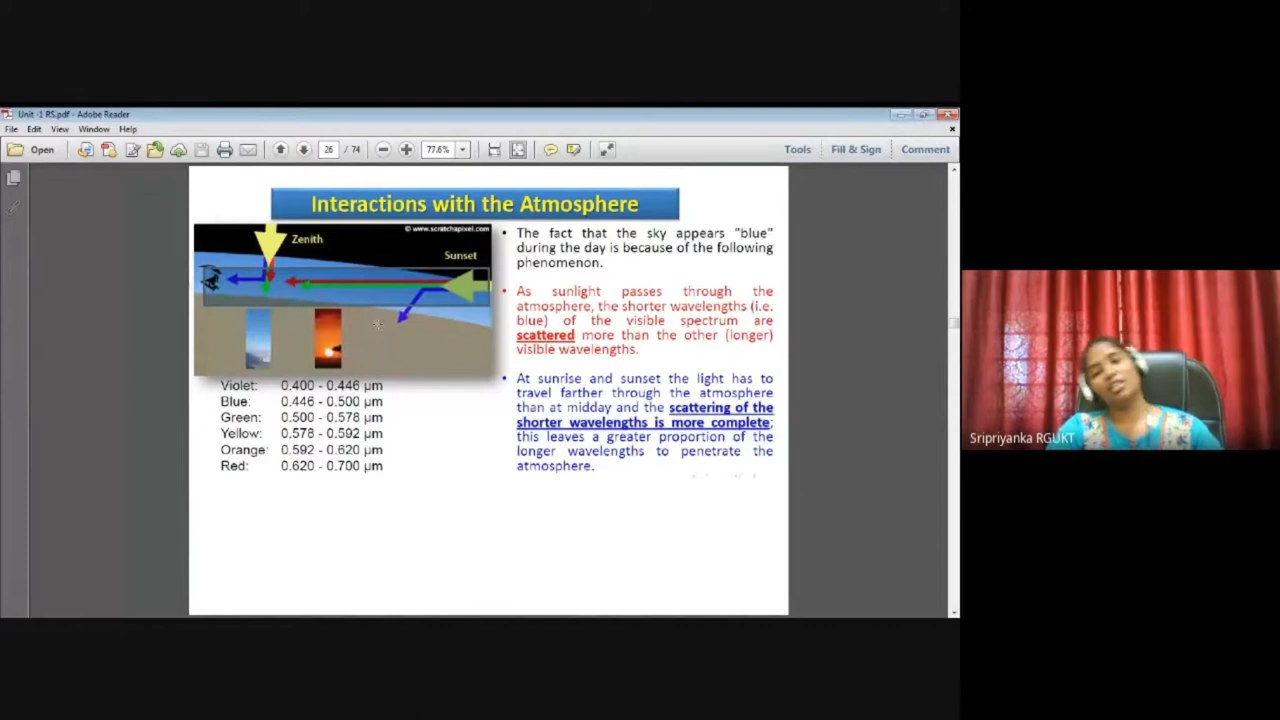 Unit -1 RS.pdf - Adobe Reader
File Edit View Window Help
Open 26 / 74 77.6% Tools Fill & Sign Comment
Interactions with the Atmosphere
© www.scratchapixel.com
Zenith
Sunset
Violet: 0.400 - 0.446 μm
Blue: 0.446 - 0.500 μm
Green: 0.500 - 0.578 μm
Yellow: 0.578 - 0.592 μm
Orange: 0.592 - 0.620 μm
Red: 0.620 - 0.700 μm
• The fact that the sky appears "blue"
during the day is because of the following
phenomenon.
• As sunlight passes through the
atmosphere, the shorter wavelengths (i.e.
blue) of the visible spectrum are
scattered more than the other (longer)
visible wavelengths.
• At sunrise and sunset the light has to
travel farther through the atmosphere
than at midday and the scattering of the
shorter wavelengths is more complete;
this leaves a greater proportion of the
longer wavelengths to penetrate the
atmosphere.
Sripriyanka RGUKT